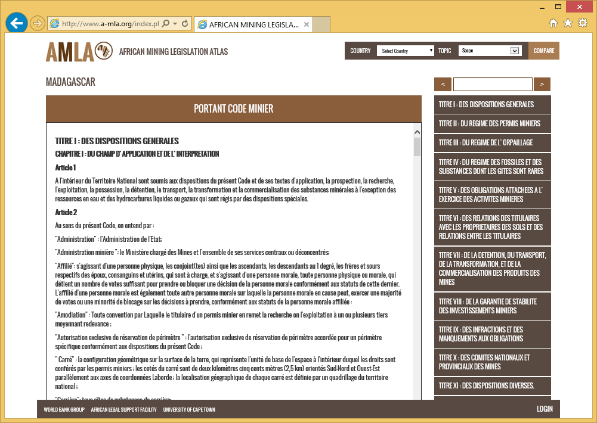 http://www.a-mla.org/index.pl
AFRICAN MINING LEGISLA...
AMLA
AFRICAN MINING LEGISLATION ATLAS
COUNTRY
Select Country
TOPIC
Scope
COMPARE
MADAGASCAR
<
>
PORTANT CODE MINIER
TITRE I : DES DISPOSITIONS GENERALES
CHAPITRE I : DU CHAMP D' APPLICATION ET DE L' INTERPRETATION
Article 1
A l'intérieur du Territoire National sont soumis aux dispositions du présent Code et de ses textes d'application, la prospection, la recherche,
l'exploitation, la possession, la détention, le transport, la transformation et la commercialisation des substances minérales à l'exception des
ressources en eau et des hydrocarbures liquides ou gazeux qui sont régis par des dispositions spéciales.
Article 2
Au sens du présent Code, on entend par :
"Administration" : l'Administration de l'Etat;
"Administration minière " : le Ministère chargé des Mines et l'ensemble de ses services centraux ou déconcentrés
"Affilié": s'agissant d'une personne physique, les conjoint(es) ainsi que les ascendants, les descendants au 1 degré, les frères et sours
respectifs des époux, consanguins et utérins, qui sont à charge, et s'agissant d'une personne morale, toute personne physique ou morale, qui
détient un nombre de votes suffisant pour prendre ou bloquer une décision de la personne morale conformément aux statuts de cette dernière.
L'affilié d'une personne morale est également toute autre personne morale sur laquelle la personne morale en cause peut, exercer une majorité
de votes ou une minorité de blocage sur les décisions à prendre, conformément aux statuts de la personne morale affiliée ;
"Amodiation" : Toute convention par Laquelle le titulaire d'un permis minier en remet la recherche ou l'exploitation à un ou plusieurs tiers
moyennant redevance ;
"Autorisation exclusive de réservation de périmètre " : l'autorisation exclusive de réservation de périmètre accordée pour un périmètre
spécifique conformément aux dispositions du présent Code ;
" Carré" : la configuration géométrique sur la surface de la terre, qui représente l'unité de base de l'espace à l'intérieur duquel les droits sont
conférés par les permis miniers ; les cotés du carré sont de deux kilomètres cinq cents mètres (2,5 km) orientés Sud-Nord et Ouest-Est
parallèlement aux axes de coordonnées Laborde ; la localisation géographique de chaque carré est définie par un quadrillage du territoire
national ;
TITRE I : DES DISPOSITIONS GENERALES
TITRE II : DU REGIME DES PERMIS MINIERS
TITRE III : DU REGIME DE L' ORPAILLAGE
TITRE IV : DU REGIME DES FOSSILES ET DES
SUBSTANCES DONT LES GITES SONT RARES
TITRE V : DES OBLIGATIONS ATTACHEES A L'
EXERCICE DES ACTIVITES MINIERES
TITRE VI : DES RELATIONS DES TITULAIRES
AVEC LES PROPRIETAIRES DES SOLS ET DES
RELATIONS ENTRE LES TITULAIRES
TITRE VII : DE LA DETENTION, DU TRANSPORT,
DE LA TRANSFORMATION, ET DE LA
COMMERCIALISATION DES PRODUITS DES
MINES
TITRE VIII : DE LA GARANTIE DE STABILITE
DES INVESTISSEMENTS MINIERS
TITRE IX : DES INFRACTIONS ET DES
MANQUEMENTS AUX OBLIGATIONS
TITRE X : DES COMITES NATIONAUX ET
PROVINCIAUX DES MINES
TITRE XI : DES DISPOSITIONS DIVERSES.
WORLD BANK GROUP
AFRICAN LEGAL SUPPORT FACILITY
UNIVERSITY OF CAPE TOWN
LOGIN